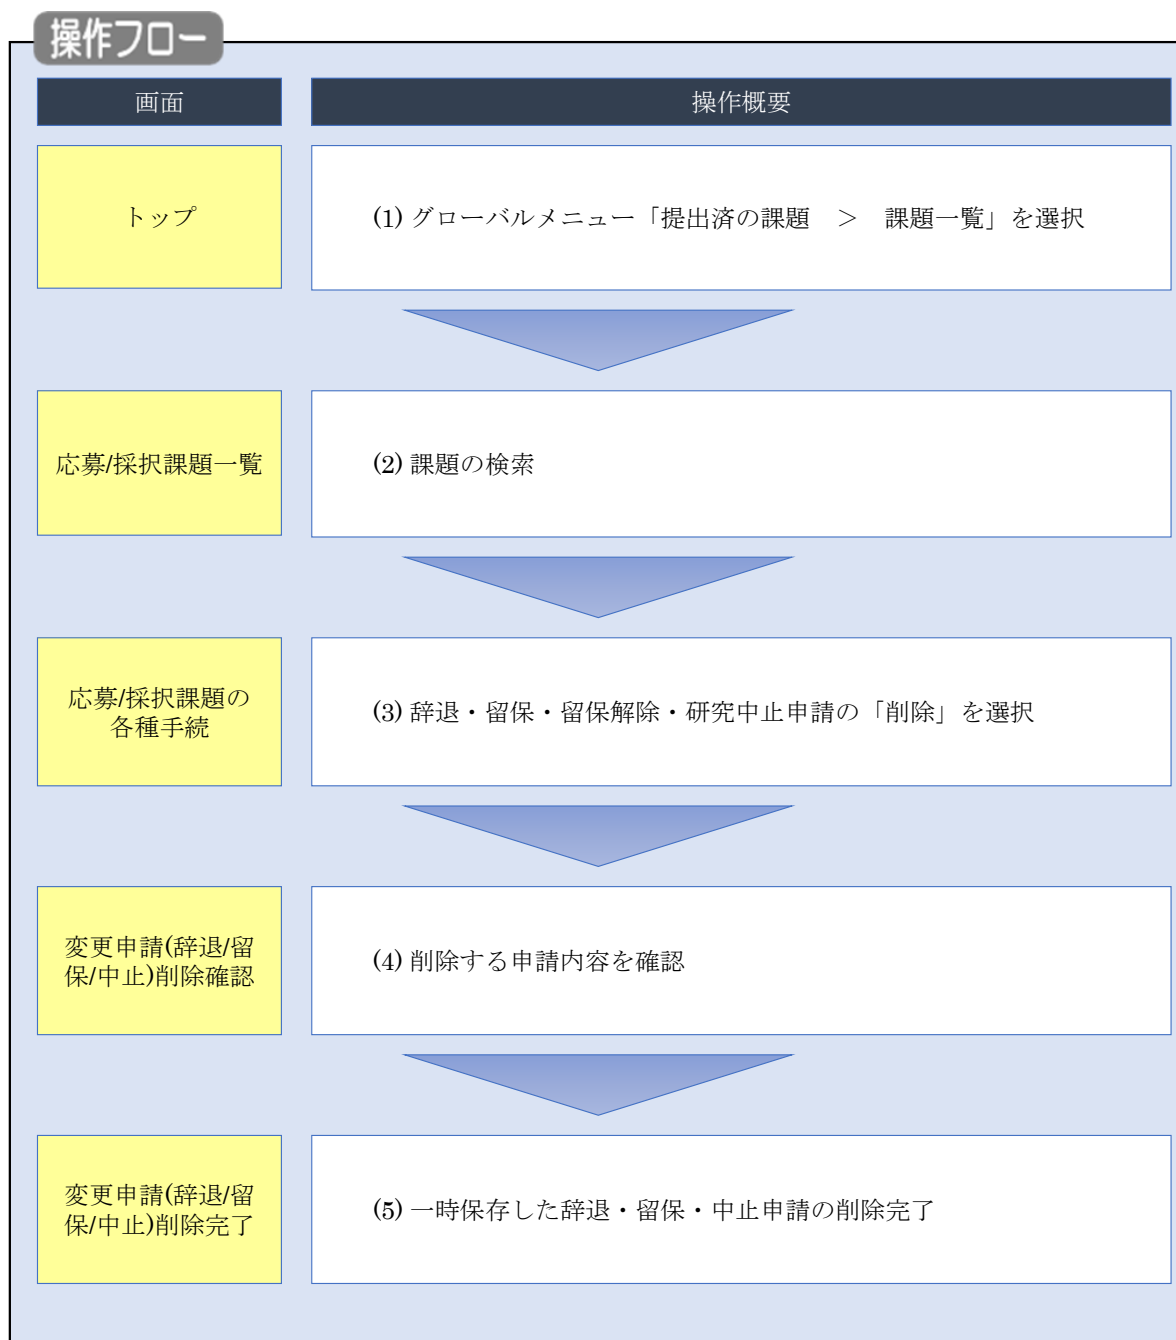 操作フロー
画面
操作概要
トップ
(1) グローバルメニュー「提出済の課題　＞　課題一覧」を選択
応募/採択課題一覧
(2) 課題の検索
応募/採択課題の
各種手続
(3) 辞退・留保・留保解除・研究中止申請の「削除」を選択
変更申請(辞退/留
保/中止)削除確認
(4) 削除する申請内容を確認
変更申請(辞退/留
保/中止)削除完了
(5) 一時保存した辞退・留保・中止申請の削除完了